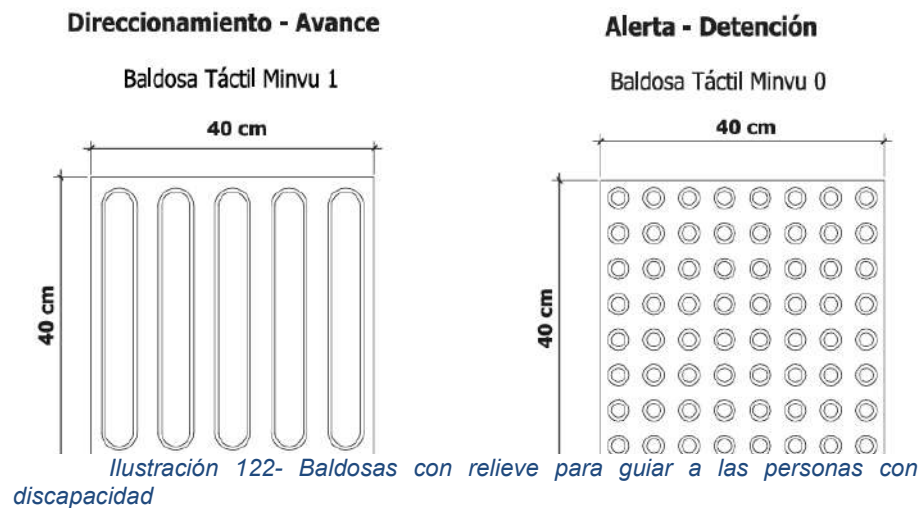 Direccionamiento - Avance
Baldosa Táctil Minvu 1
40 cm
40 cm
Alerta - Detención
Baldosa Táctil Minvu 0
40 cm
40 cm
Ilustración 122- Baldosas con relieve para guiar a las personas con
discapacidad